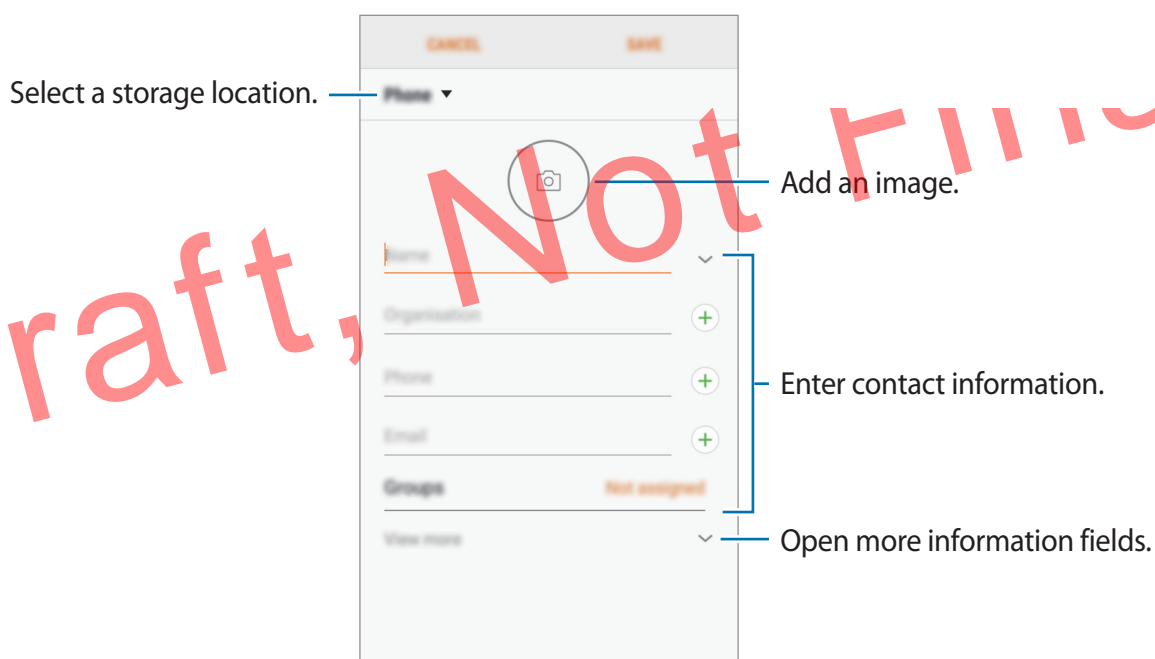 CANCEL SAVE
Select a storage location.
Phone
Add an image.
Name
Organisation
Phone
Enter contact information.
Email
Groups Not assigned
View more
Open more information fields.
raft, Not Fina